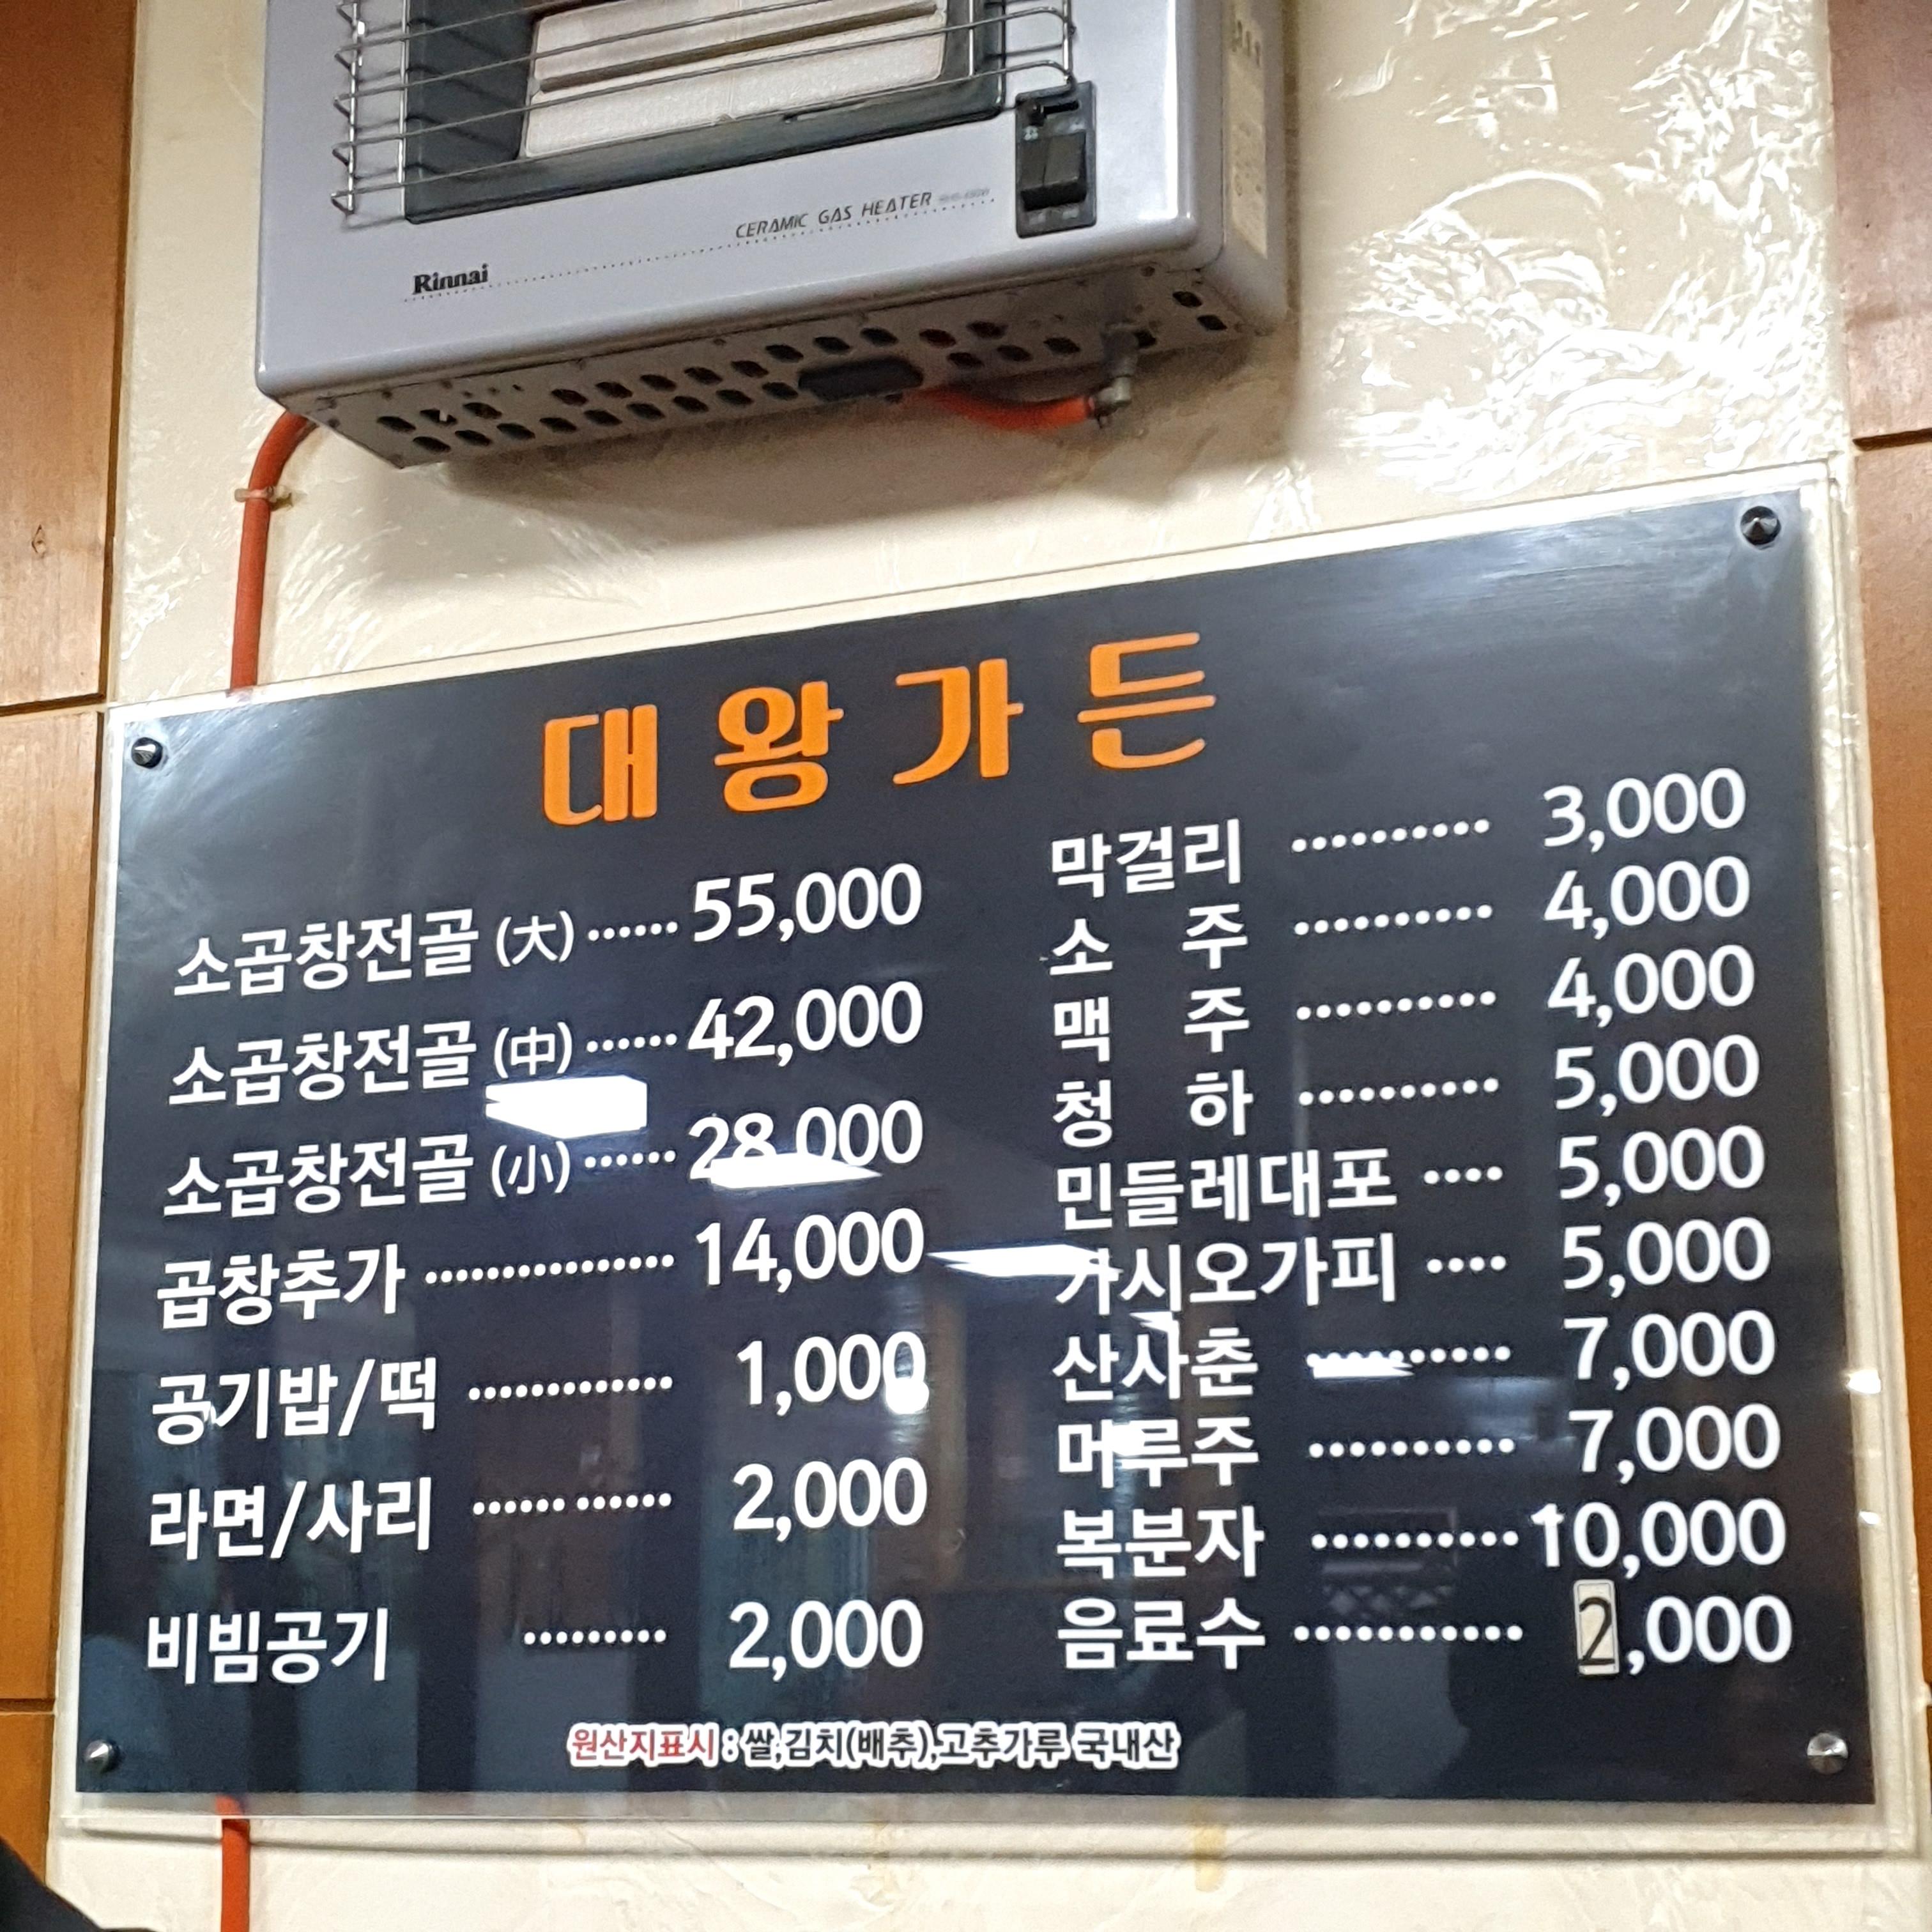 CERAMIC GAS HEATER
Rinnai
대왕가든
소곱창전골 (大) ······ 55,000
소곱창전골 (中) ······ 42,000
소곱창전골 (小) ······ 28,000
곱창추가 ················ 14,000
공기밥/떡 ············· 1,000
라면/사리 ············ 2,000
비빔공기 ········· 2,000
막걸리 ·········· 3,000
소 주 ·········· 4,000
맥 주 ·········· 4,000
청 하 ·········· 5,000
민들레대포 ···· 5,000
가시오가피 ···· 5,000
산사춘 ·········· 7,000
머루주 ·········· 7,000
복분자 ·········· 10,000
음료수 ··········· 2,000
원산지표시 : 쌀,김치(배추),고추가루 국내산